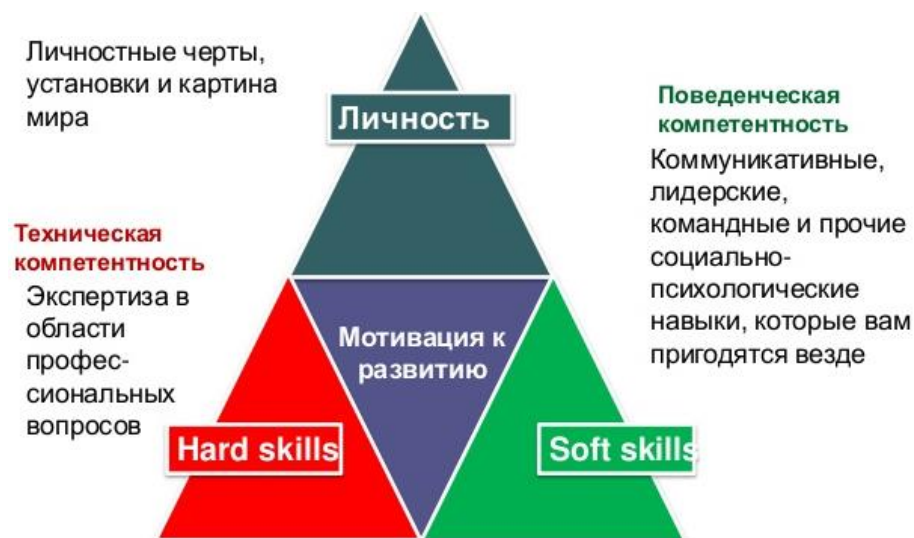 Личностные черты,
установки и картина
мира
Личность
Поведенческая
компетентность
Коммуникативные,
лидерские,
командные и прочие
социально-
психологические
навыки, которые вам
пригодятся везде
Техническая
компетентность
Экспертиза в
области
профес-
сиональных
вопросов
Мотивация к
развитию
Hard skills
Soft skills